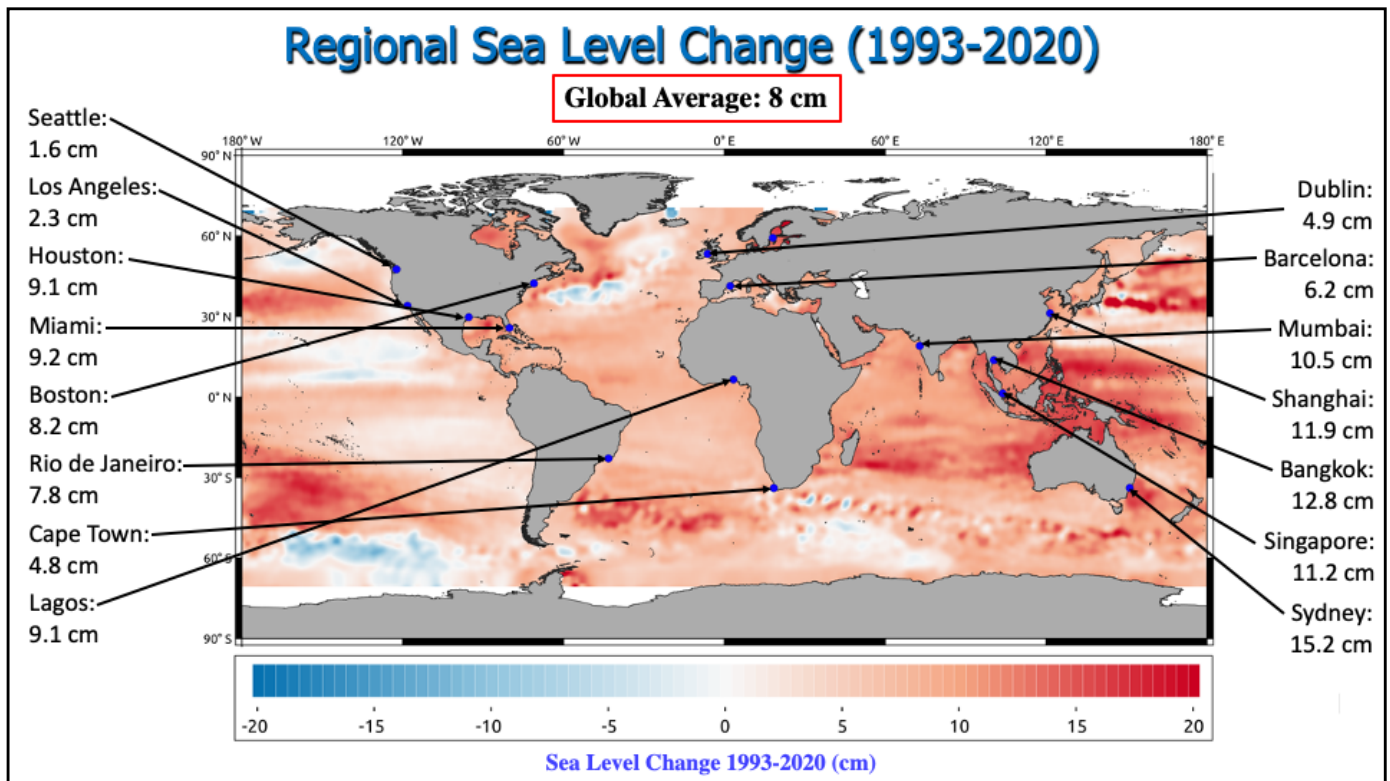 Regional Sea Level Change (1993-2020)
Global Average: 8 cm
Seattle:
1.6 cm
Los Angeles:
2.3 cm
Houston:
9.1 cm
Miami:
9.2 cm
Boston:
8.2 cm
Rio de Janeiro:
7.8 cm
Cape Town:
4.8 cm
Lagos:
9.1 cm
180° W 120° W 60° W 0° E 60° E 120° E 180° E
90° N
60° N
30° N
0° N
30° S
60° S
90° S
Dublin:
4.9 cm
Barcelona:
6.2 cm
Mumbai:
10.5 cm
Shanghai:
11.9 cm
Bangkok:
12.8 cm
Singapore:
11.2 cm
Sydney:
15.2 cm
-20 -15 -10 -5 0 5 10 15 20
Sea Level Change 1993-2020 (cm)